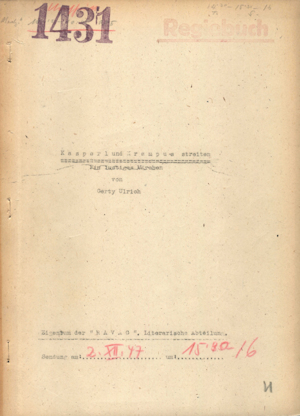 1431
Regiebuch
Kasperl und Krampus streiten
Ein lustiges Märchen
von
Gerty Ulrich
Eigentum der "R A V A G", Literarische Abteilung.
Sendung am: 2. XII. 47 um: 15.40 /6